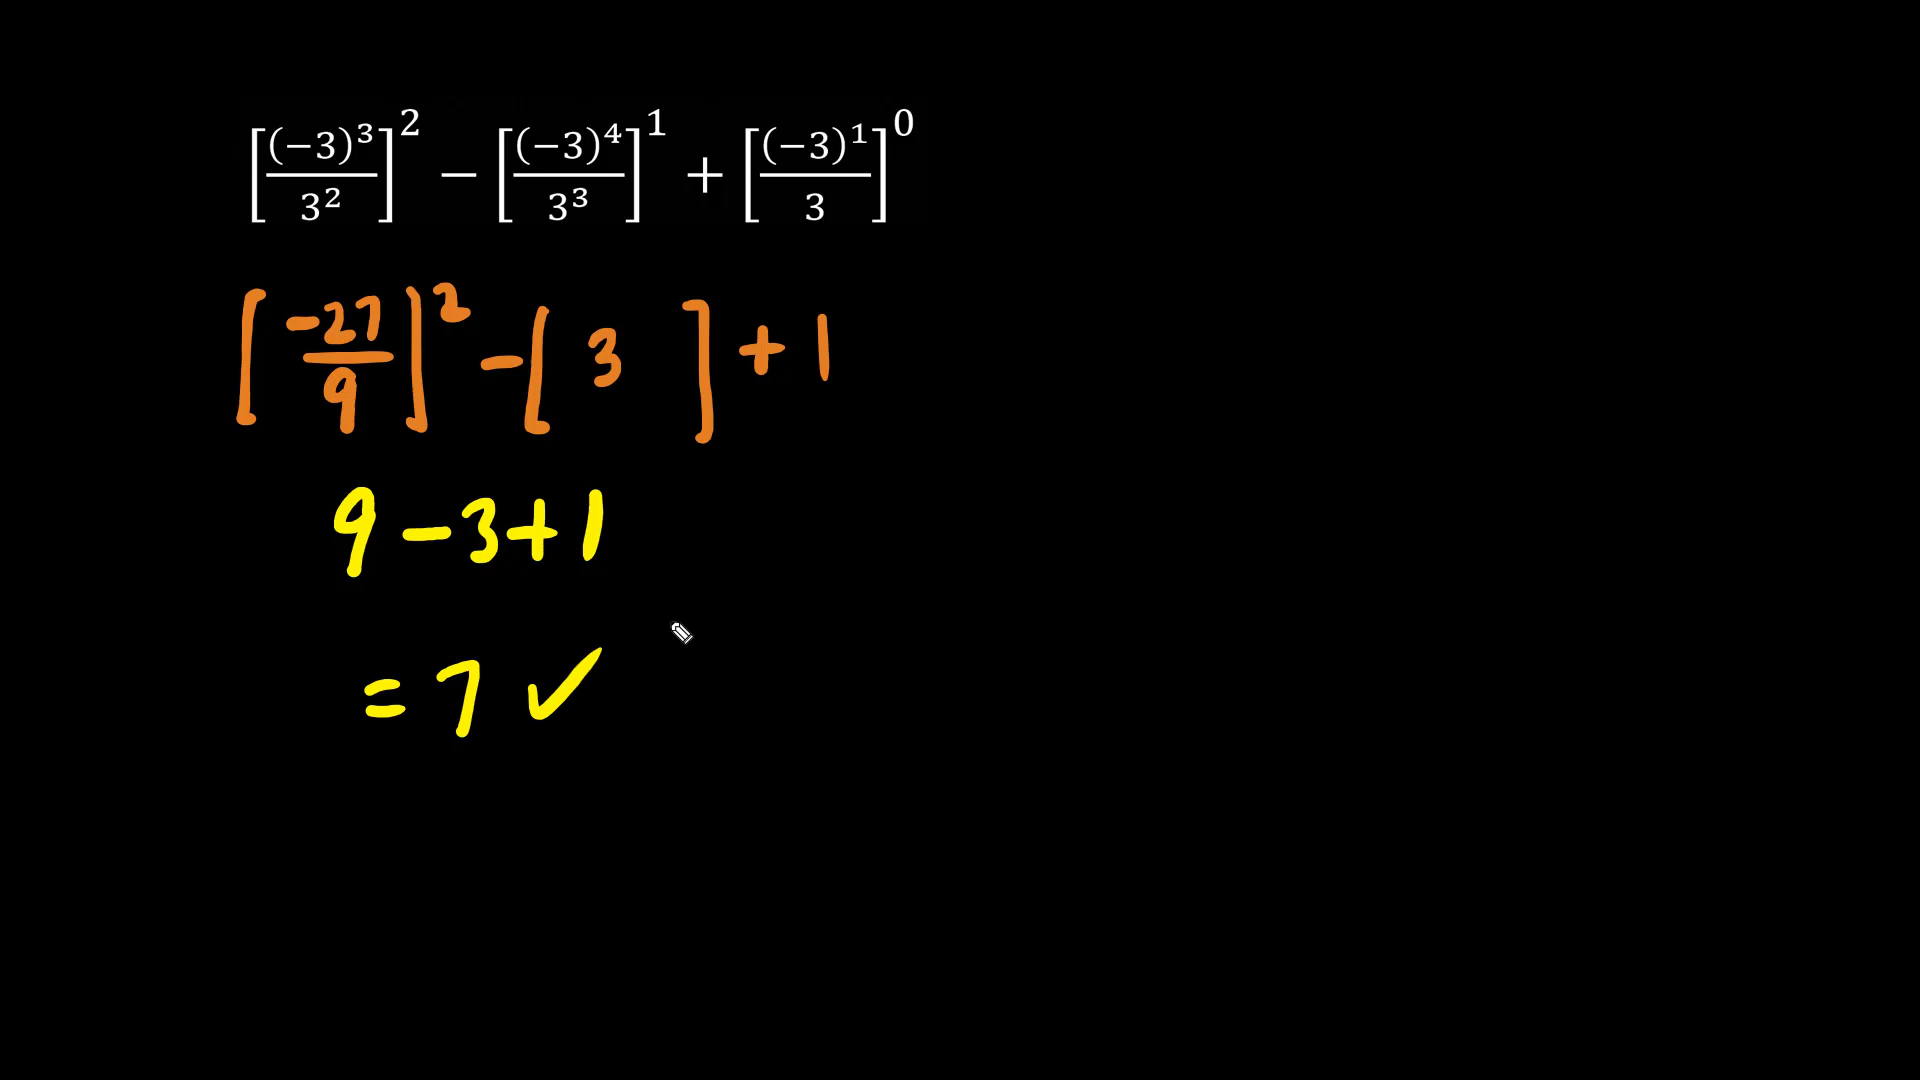 [(−3)³/3²]² − [(−3)⁴/3³]¹ + [(−3)¹/3]⁰
[-27/9]² - [3] + 1
9 - 3 + 1
= 7 ✓